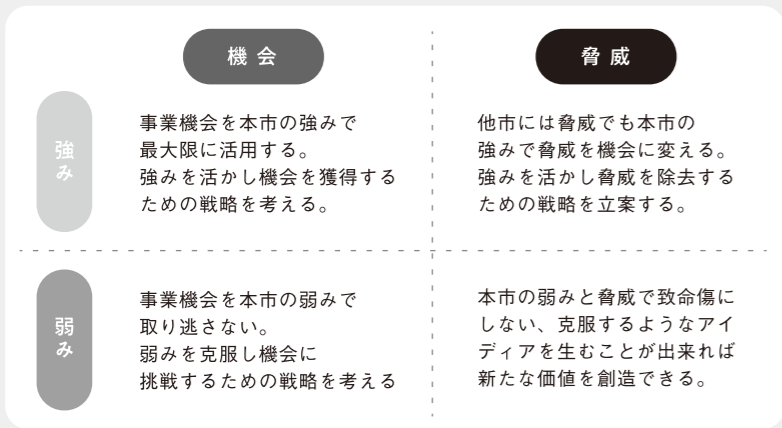 機会
脅威
強み
事業機会を本市の強みで
最大限に活用する。
強みを活かし機会を獲得する
ための戦略を考える。
他市には脅威でも本市の
強みで脅威を機会に変える。
強みを活かし脅威を除去する
ための戦略を立案する。
弱み
事業機会を本市の弱みで
取り逃さない。
弱みを克服し機会に
挑戦するための戦略を考える
本市の弱みと脅威で致命傷に
しない、克服するようなアイ
ディアを生むことが出来れば
新たな価値を創造できる。